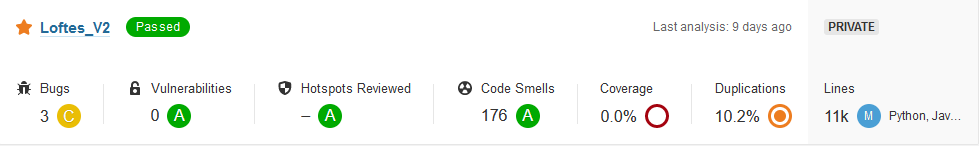 Loftes_V2 Passed Last analysis: 9 days ago PRIVATE
Bugs Vulnerabilities Hotspots Reviewed Code Smells Coverage Duplications Lines
3 C 0 A – A 176 A 0.0% 10.2% 11k M Python, Jav...